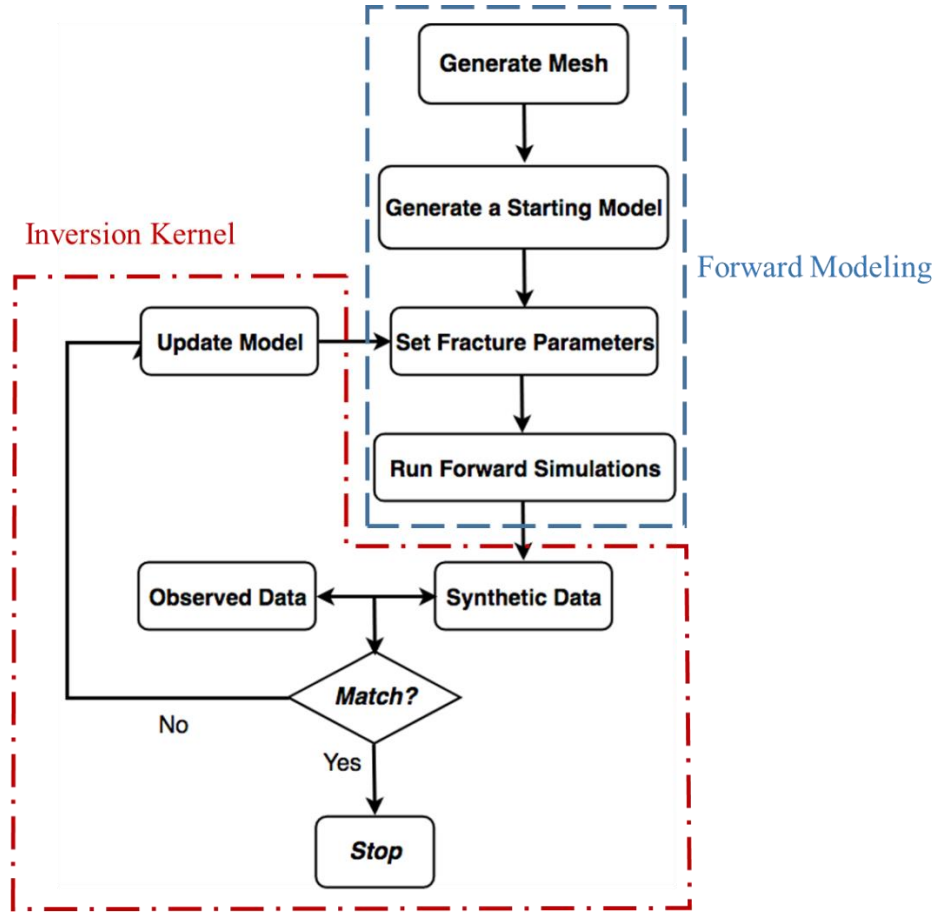 Generate Mesh
Generate a Starting Model
Inversion Kernel
Forward Modeling
Update Model
Set Fracture Parameters
Run Forward Simulations
Observed Data
Synthetic Data
Match?
No
Yes
Stop